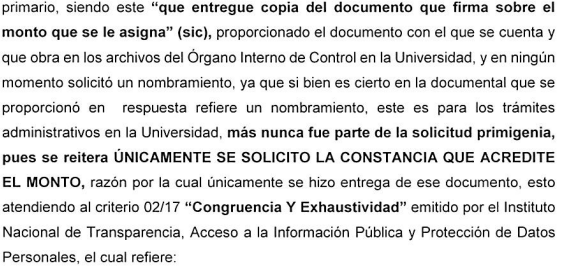 primario, siendo este “que entregue copia del documento que firma sobre el
monto que se le asigna” (sic), proporcionado el documento con el que se cuenta y
que obra en los archivos del Órgano Interno de Control en la Universidad, y en ningún
momento solicitó un nombramiento, ya que si bien es cierto en la documental que se
proporcionó en respuesta refiere un nombramiento, este es para los trámites
administrativos en la Universidad, más nunca fue parte de la solicitud primigenia,
pues se reitera ÚNICAMENTE SE SOLICITO LA CONSTANCIA QUE ACREDITE
EL MONTO, razón por la cual únicamente se hizo entrega de ese documento, esto
atendiendo al criterio 02/17 “Congruencia Y Exhaustividad” emitido por el Instituto
Nacional de Transparencia, Acceso a la Información Pública y Protección de Datos
Personales, el cual refiere: